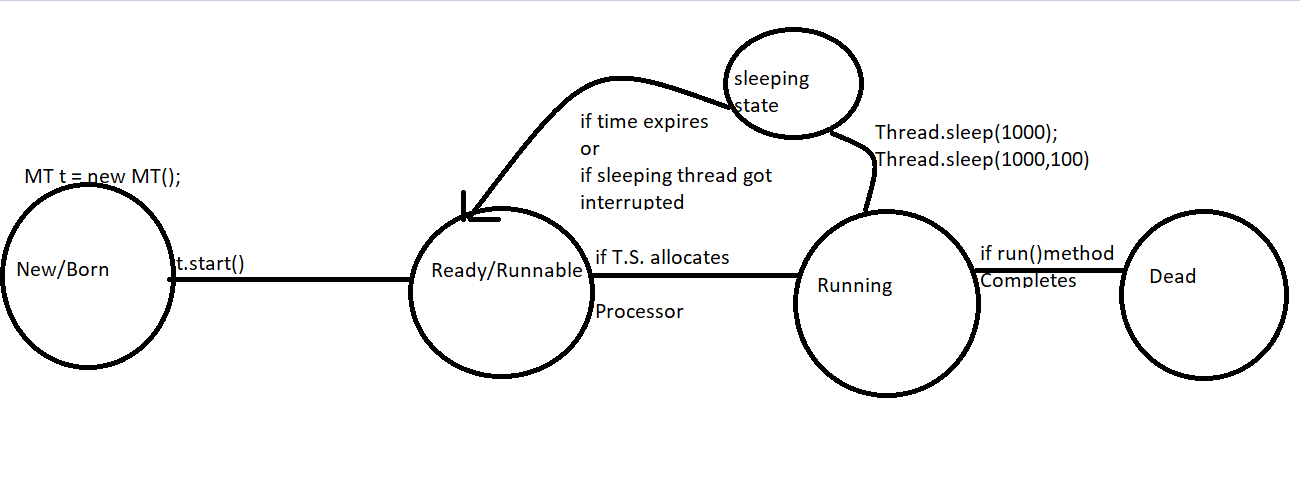 sleeping
state
if time expires
or
if sleeping thread got
interrupted
Thread.sleep(1000);
Thread.sleep(1000,100)
MT t = new MT();
New/Born
t.start()
Ready/Runnable
if T.S. allocates
Processor
Running
if run()method
Completes
Dead